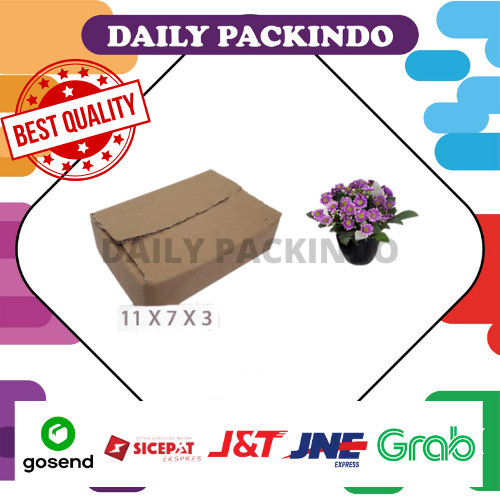 DAILY PACKINDO
BEST QUALITY
DAILY PACKINDO
11 X 7 X 3
gosend
SICEPAT
EKSPRES
J&T
JNE
EXPRESS
Grab